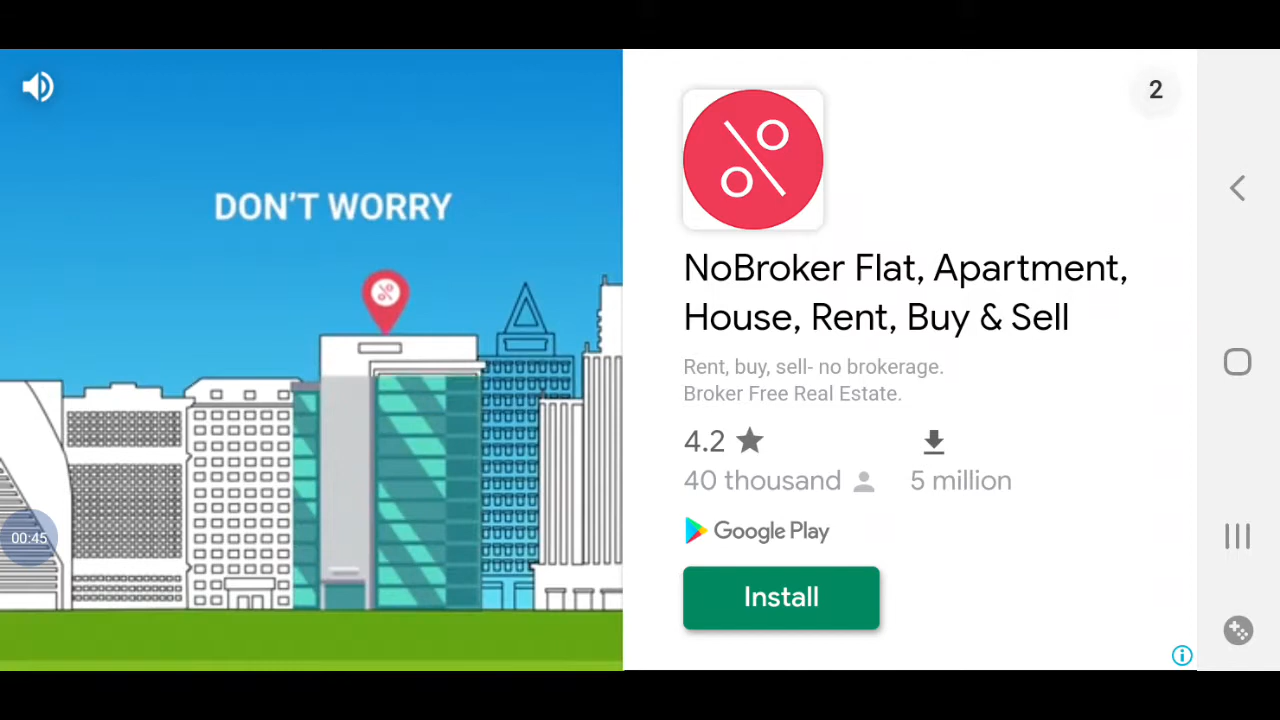 DON'T WORRY
00:45
2
NoBroker Flat, Apartment,
House, Rent, Buy & Sell
Rent, buy, sell- no brokerage.
Broker Free Real Estate.
4.2
40 thousand 5 million
Google Play
Install